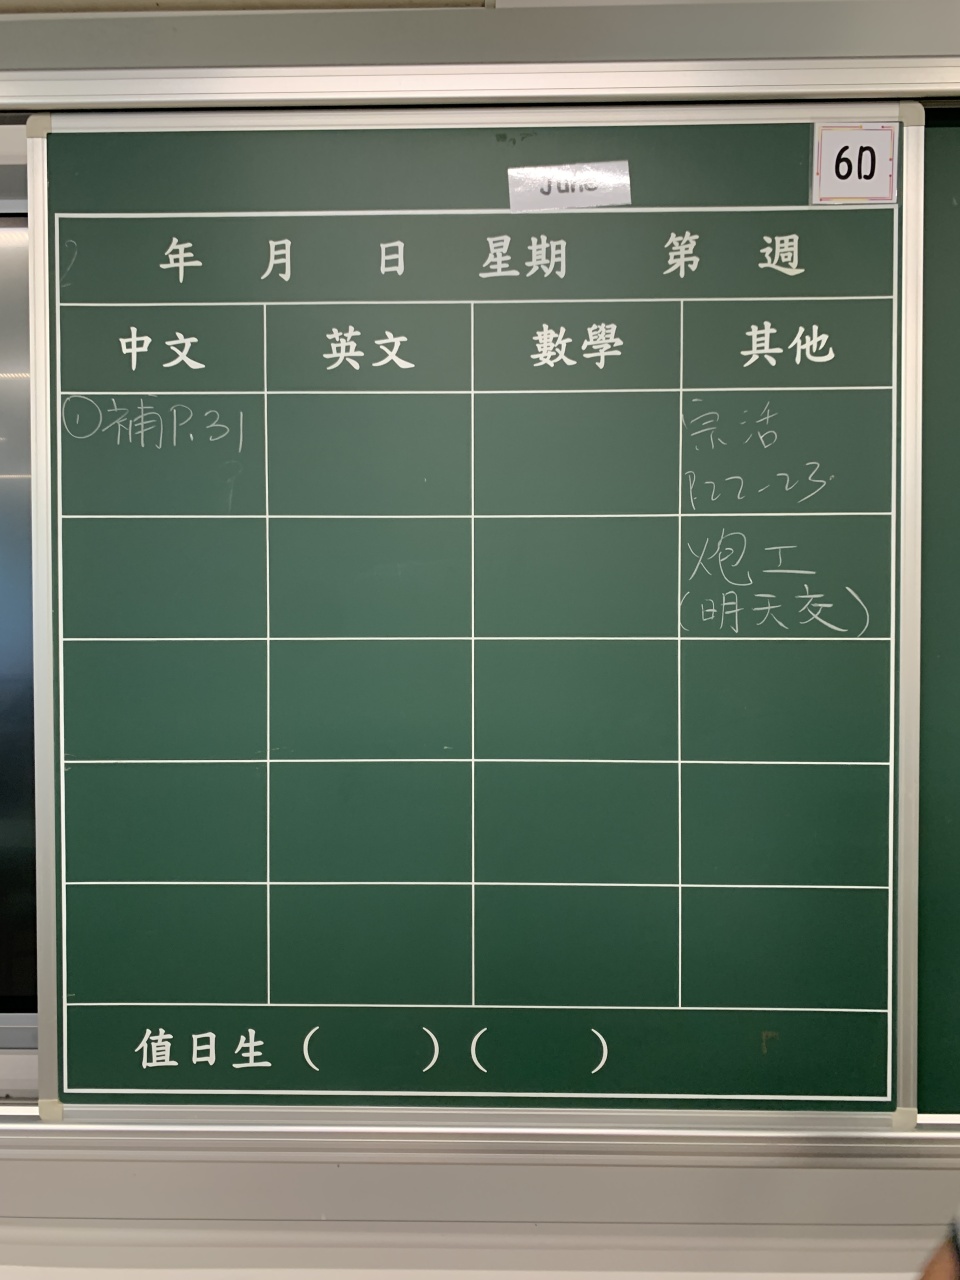 June
6D
年 月 日 星期 第 週
中文 英文 數學 其他
①補P.31
宗活
P.22-23
炮工
(明天交)
值日生( )( )